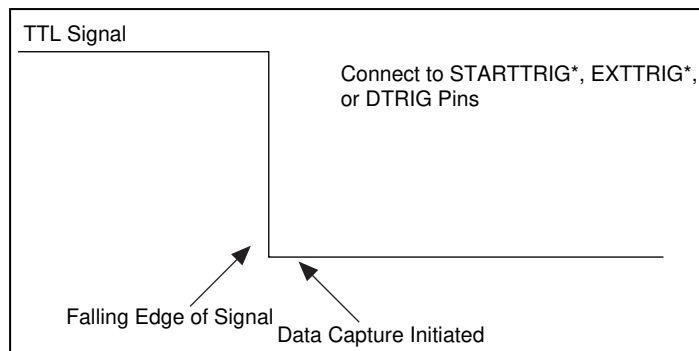 TTL Signal
Connect to STARTTRIG*, EXTTRIG*,
or DTRIG Pins
Falling Edge of Signal
Data Capture Initiated